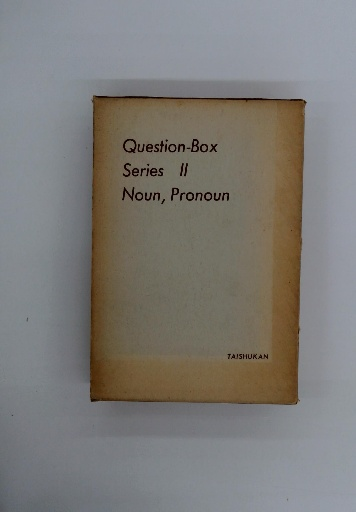 Question-Box
Series II
Noun, Pronoun
TAISHUKAN